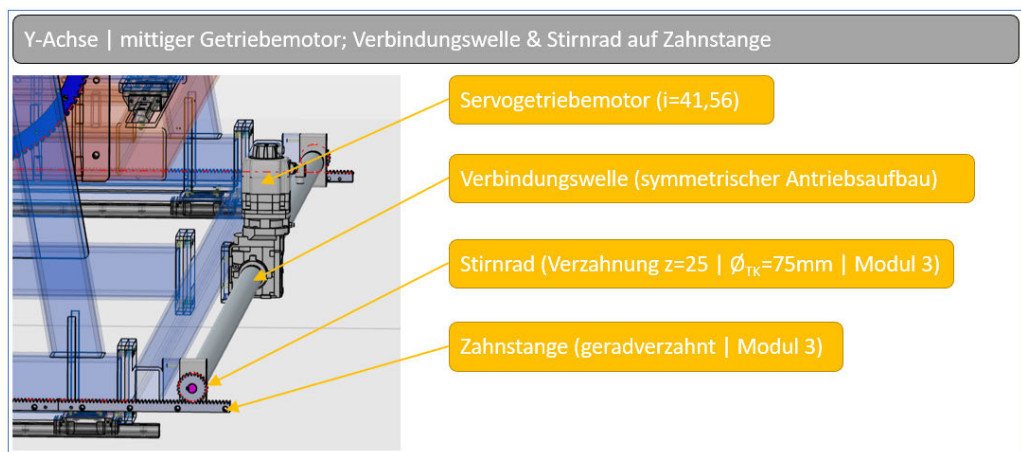 Y-Achse | mittiger Getriebemotor; Verbindungswelle & Stirnrad auf Zahnstange
Servogetriebemotor (i=41,56)
Verbindungswelle (symmetrischer Antriebsaufbau)
Stirnrad (Verzahnung z=25 | Ø_TK=75mm | Modul 3)
Zahnstange (geradverzahnt | Modul 3)